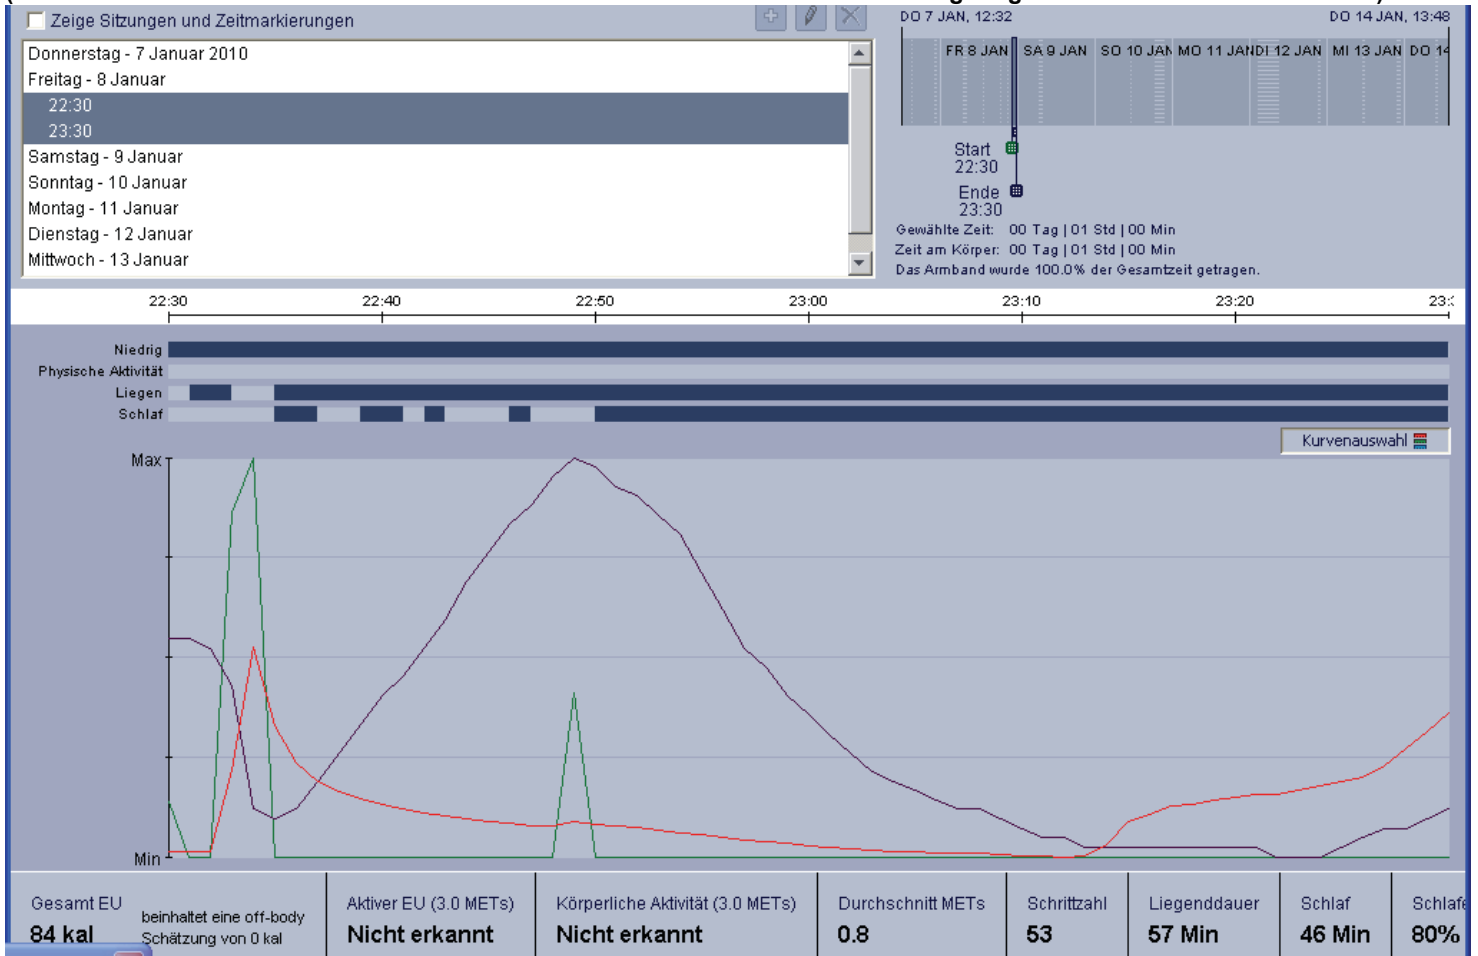 Zeige Sitzungen und Zeitmarkierungen
Donnerstag - 7 Januar 2010
Freitag - 8 Januar
22:30
23:30
Samstag - 9 Januar
Sonntag - 10 Januar
Montag - 11 Januar
Dienstag - 12 Januar
Mittwoch - 13 Januar
DO 7 JAN, 12:32 DO 14 JAN, 13:48
FR 8 JAN SA 9 JAN SO 10 JAN MO 11 JAN DI 12 JAN MI 13 JAN DO 14
Start
22:30
Ende
23:30
Gewählte Zeit: 00 Tag | 01 Std | 00 Min
Zeit am Körper: 00 Tag | 01 Std | 00 Min
Das Armband wurde 100.0% der Gesamtzeit getragen.
22:30 22:40 22:50 23:00 23:10 23:20 23:
Niedrig
Physische Aktivität
Liegen
Schlaf
Kurvenauswahl
Max
Min
Gesamt EU
84 kal
beinhaltet eine off-body
Schätzung von 0 kal
Aktiver EU (3.0 METs)
Nicht erkannt
Körperliche Aktivität (3.0 METs)
Nicht erkannt
Durchschnitt METs
0.8
Schrittzahl
53
Liegenddauer
57 Min
Schlaf
46 Min
Schlafe
80%